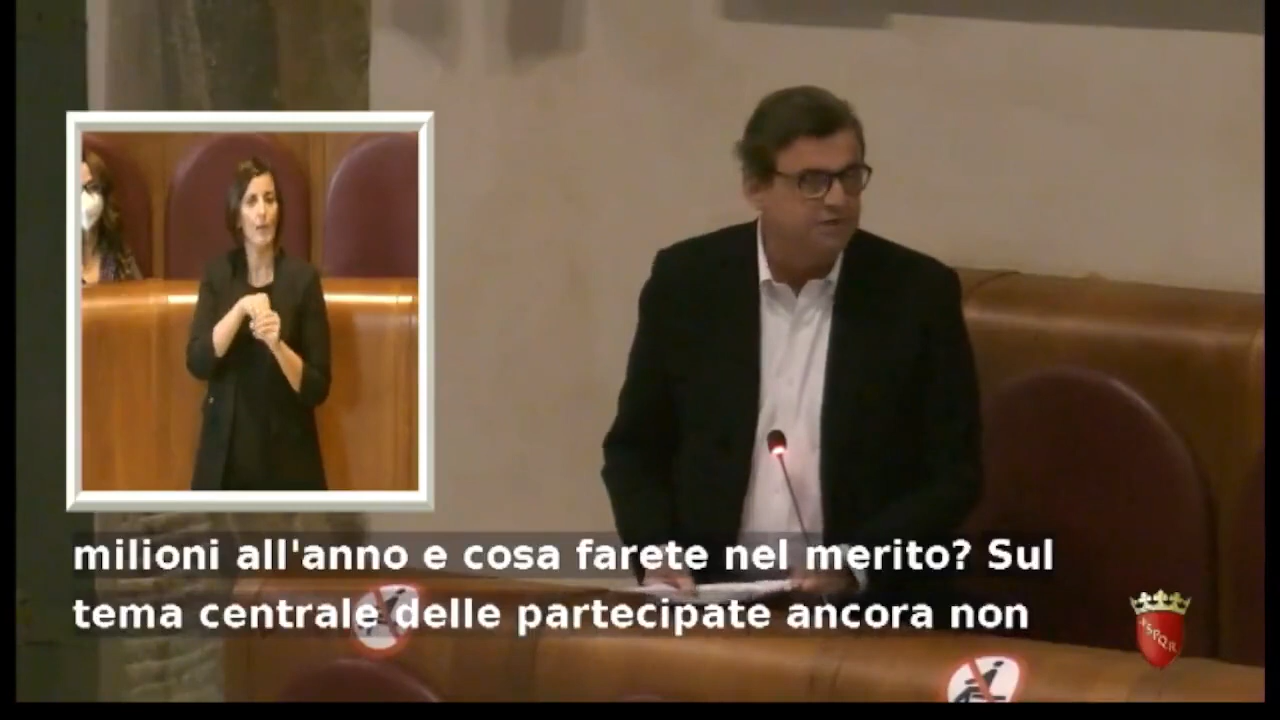 milioni all'anno e cosa farete nel merito? Sul
tema centrale delle partecipate ancora non
SPQR